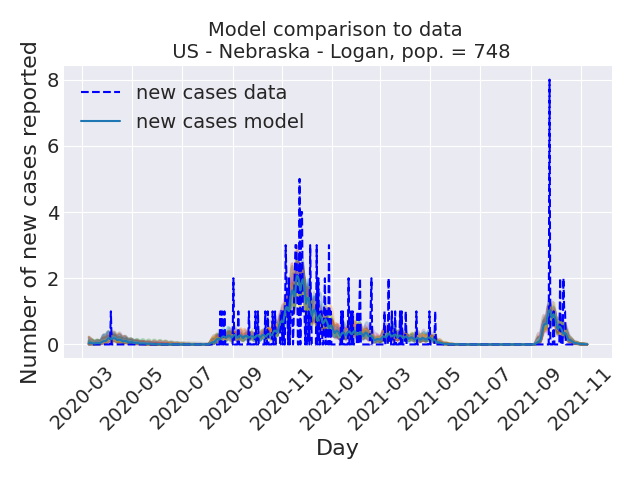 Model comparison to data
US - Nebraska - Logan, pop. = 748
Number of new cases reported
8
6
4
2
0
new cases data
new cases model
2020-03
2020-05
2020-07
2020-09
2020-11
2021-01
2021-03
2021-05
2021-07
2021-09
2021-11
Day